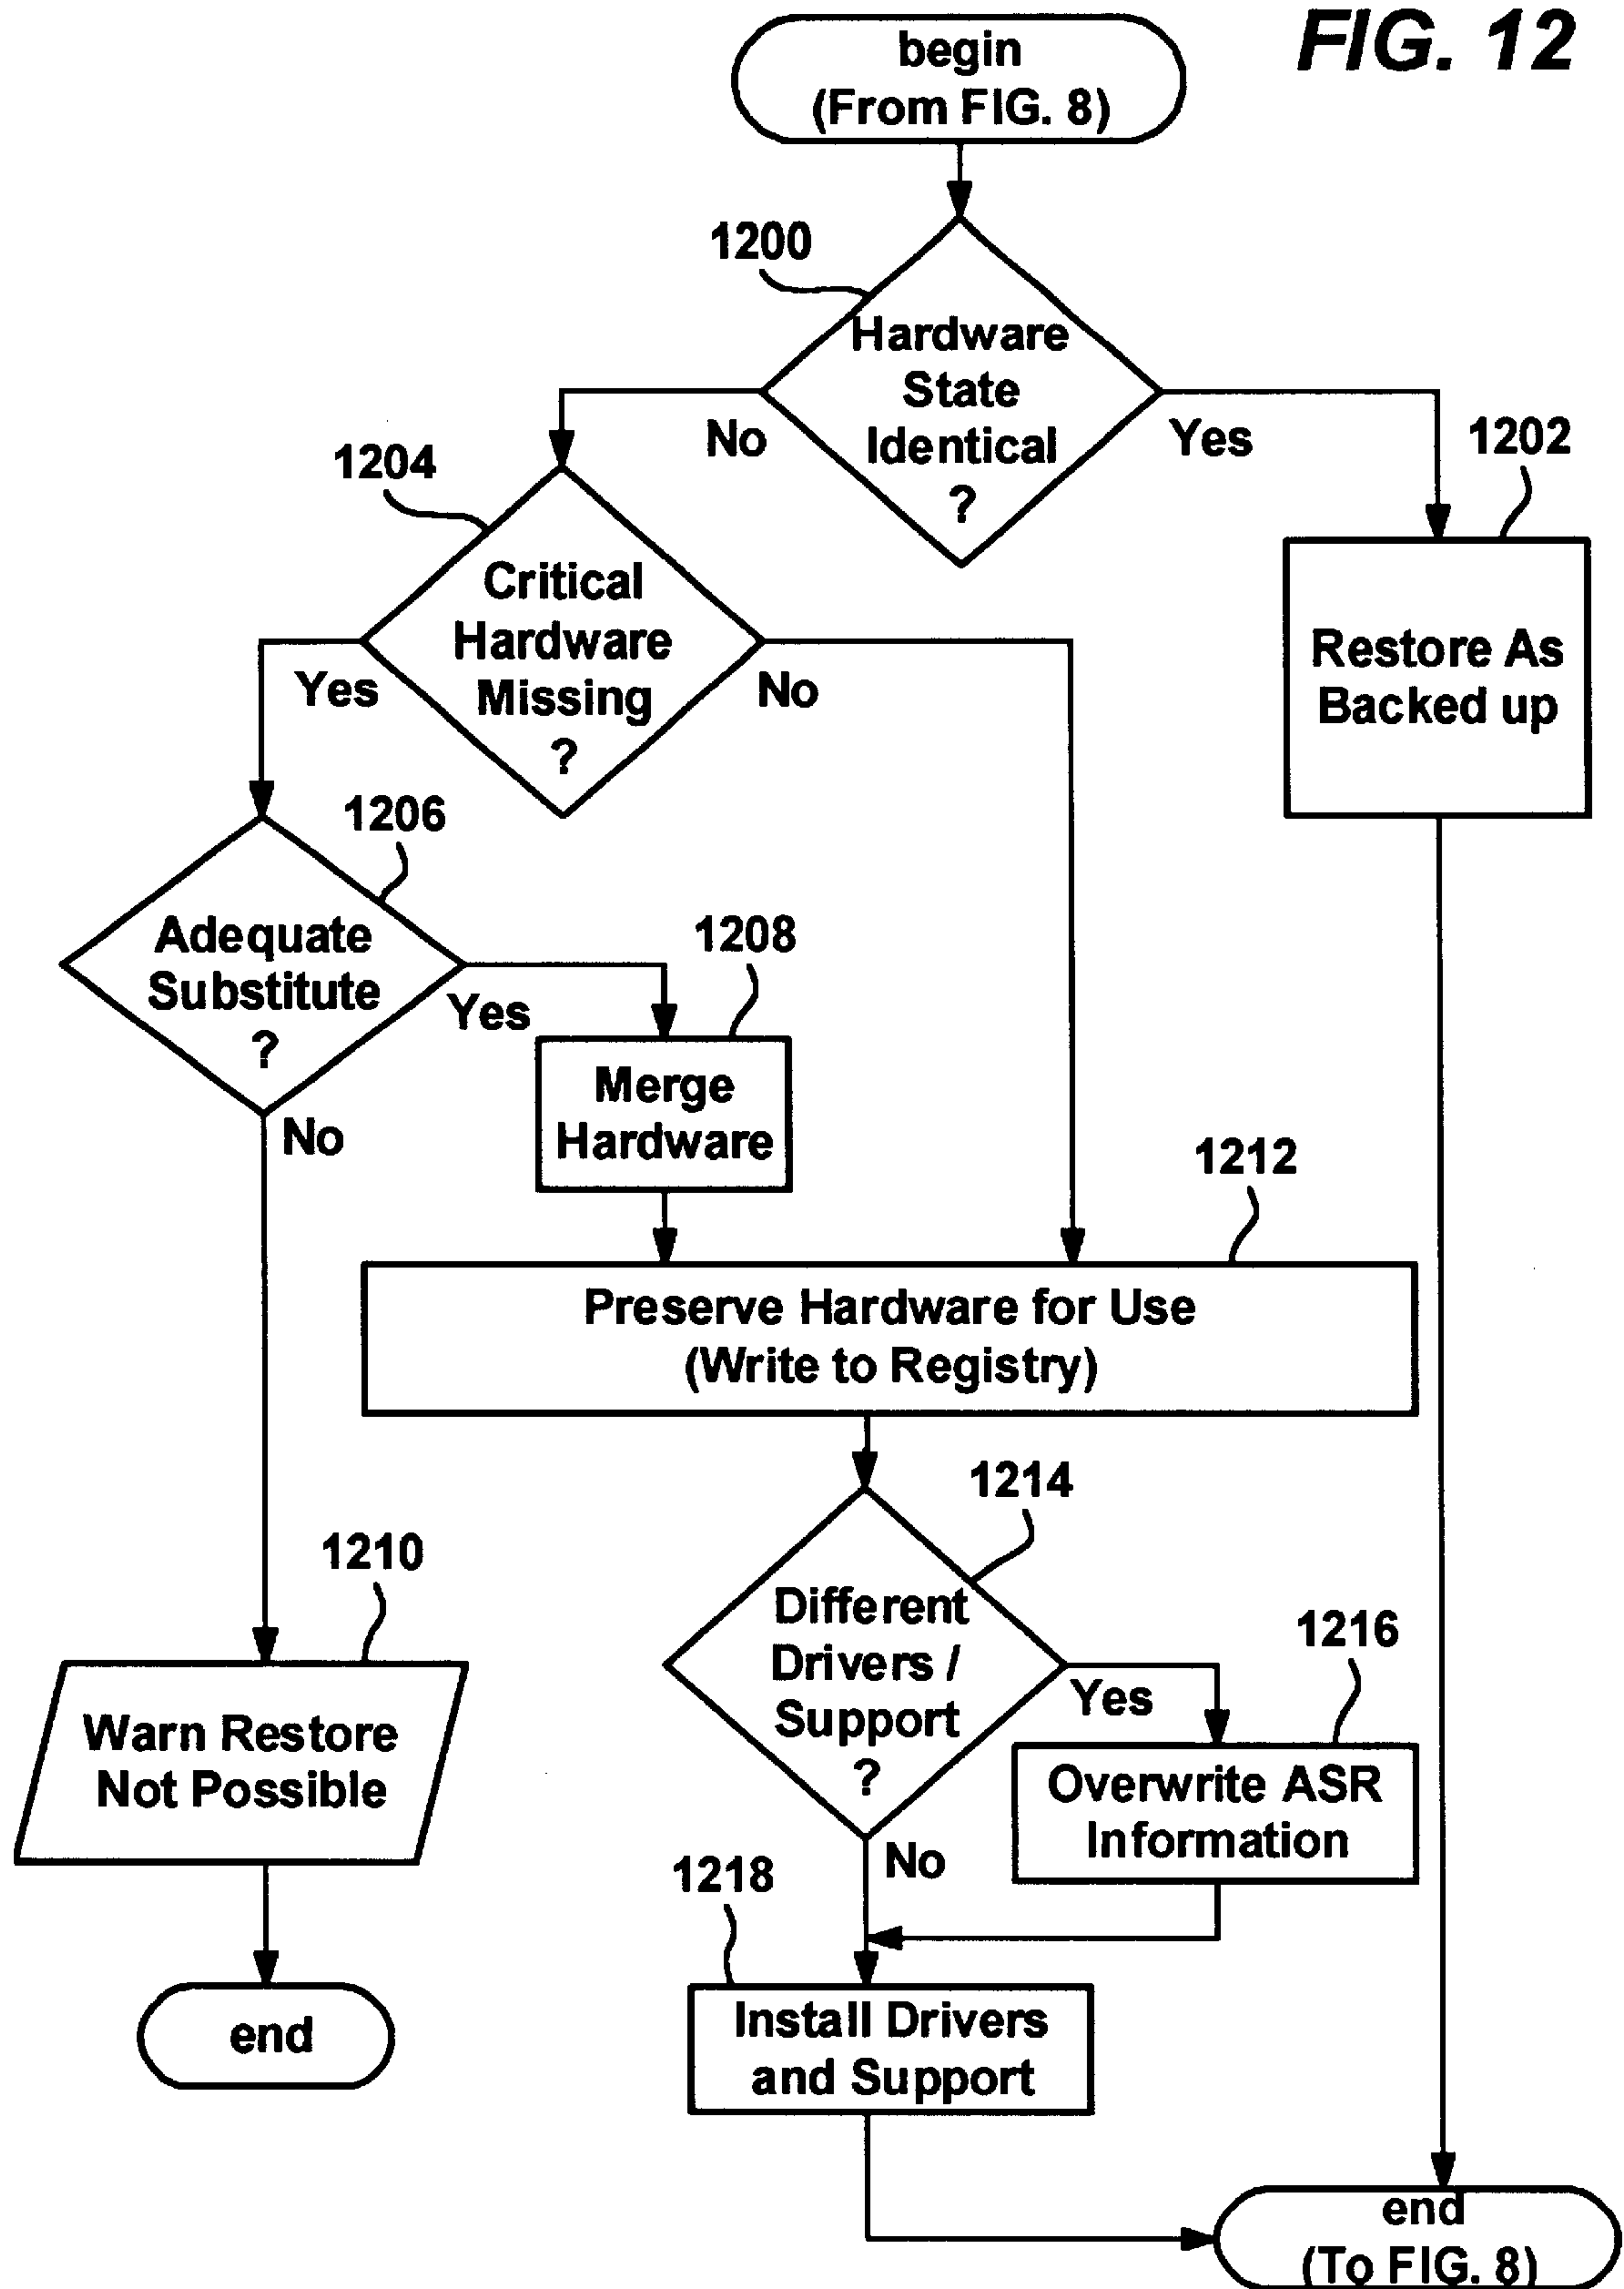 FIG. 12
begin
(From FIG. 8)
1200
Hardware
State
Identical
?
No
Yes
1202
Restore As
Backed up
1204
Critical
Hardware
Missing
?
Yes
No
1206
Adequate
Substitute
?
Yes
No
1208
Merge
Hardware
1212
Preserve Hardware for Use
(Write to Registry)
1214
Different
Drivers /
Support
?
Yes
No
1216
Overwrite ASR
Information
1210
Warn Restore
Not Possible
end
1218
Install Drivers
and Support
end
(To FIG. 8)